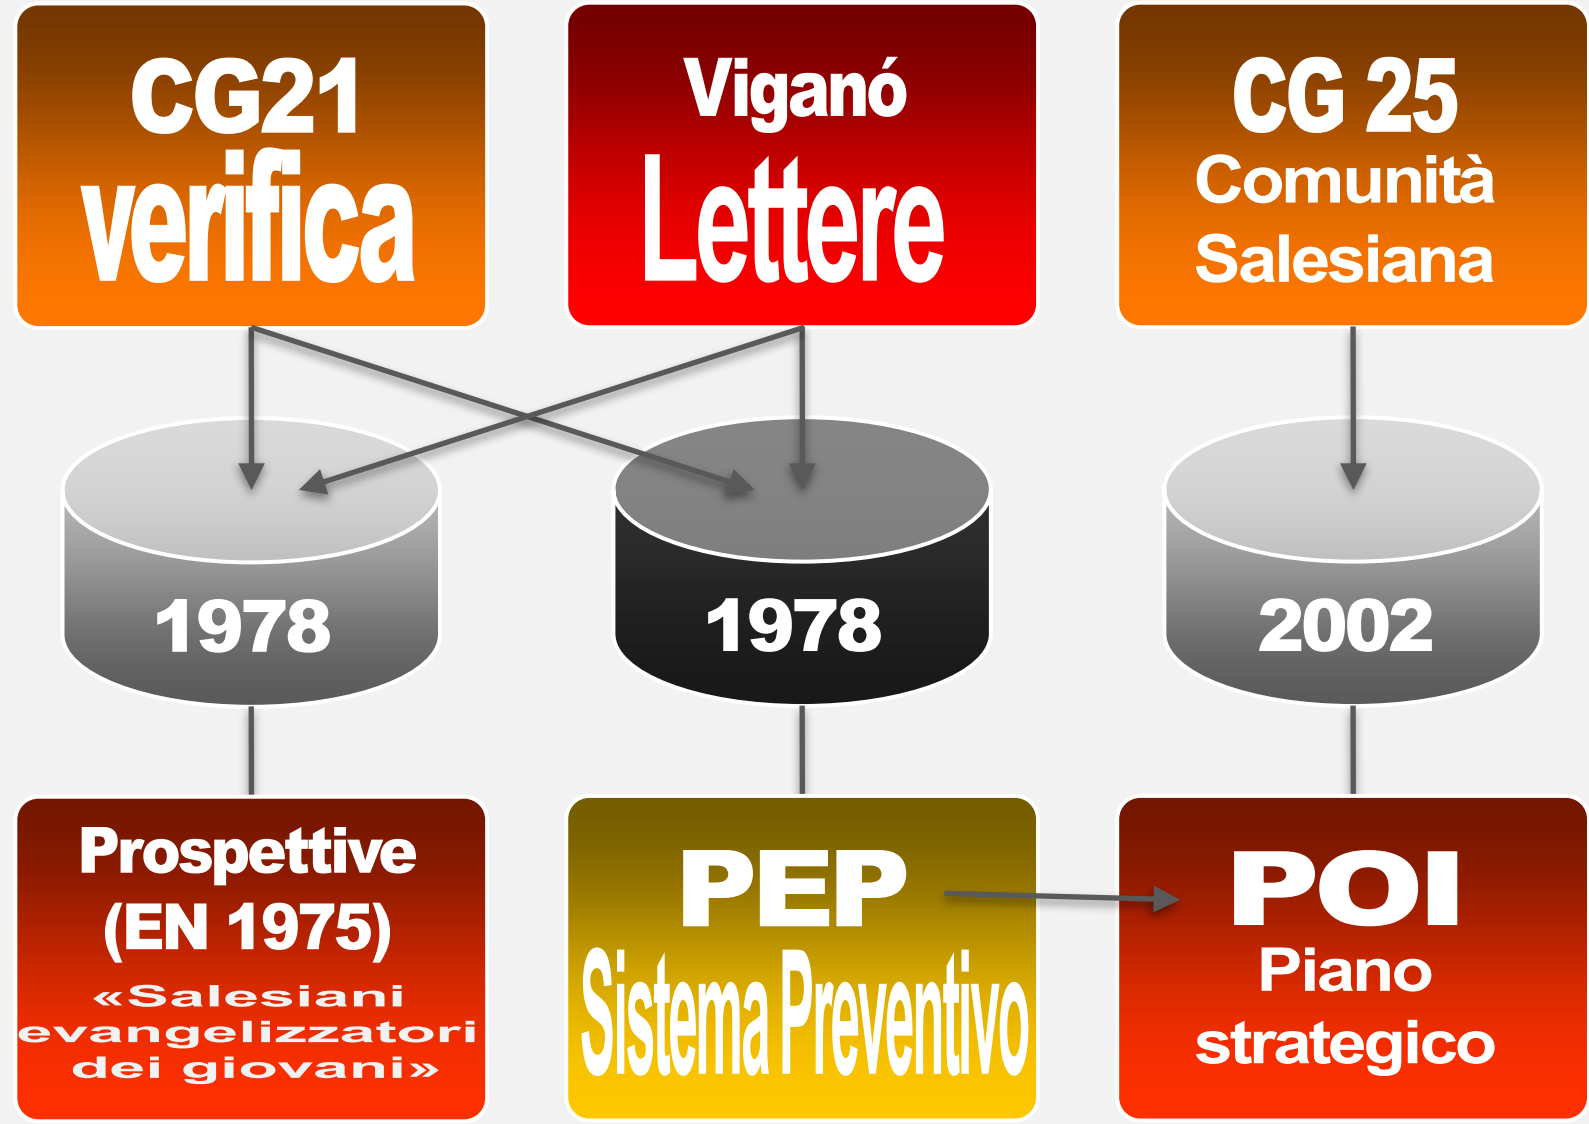 CG21
verifica
Viganó
Lettere
CG 25
Comunità
Salesiana
1978
1978
2002
Prospettive
(EN 1975)
«Salesiani
evangelizzatori
dei giovani»
PEP
Sistema Preventivo
POI
Piano
strategico